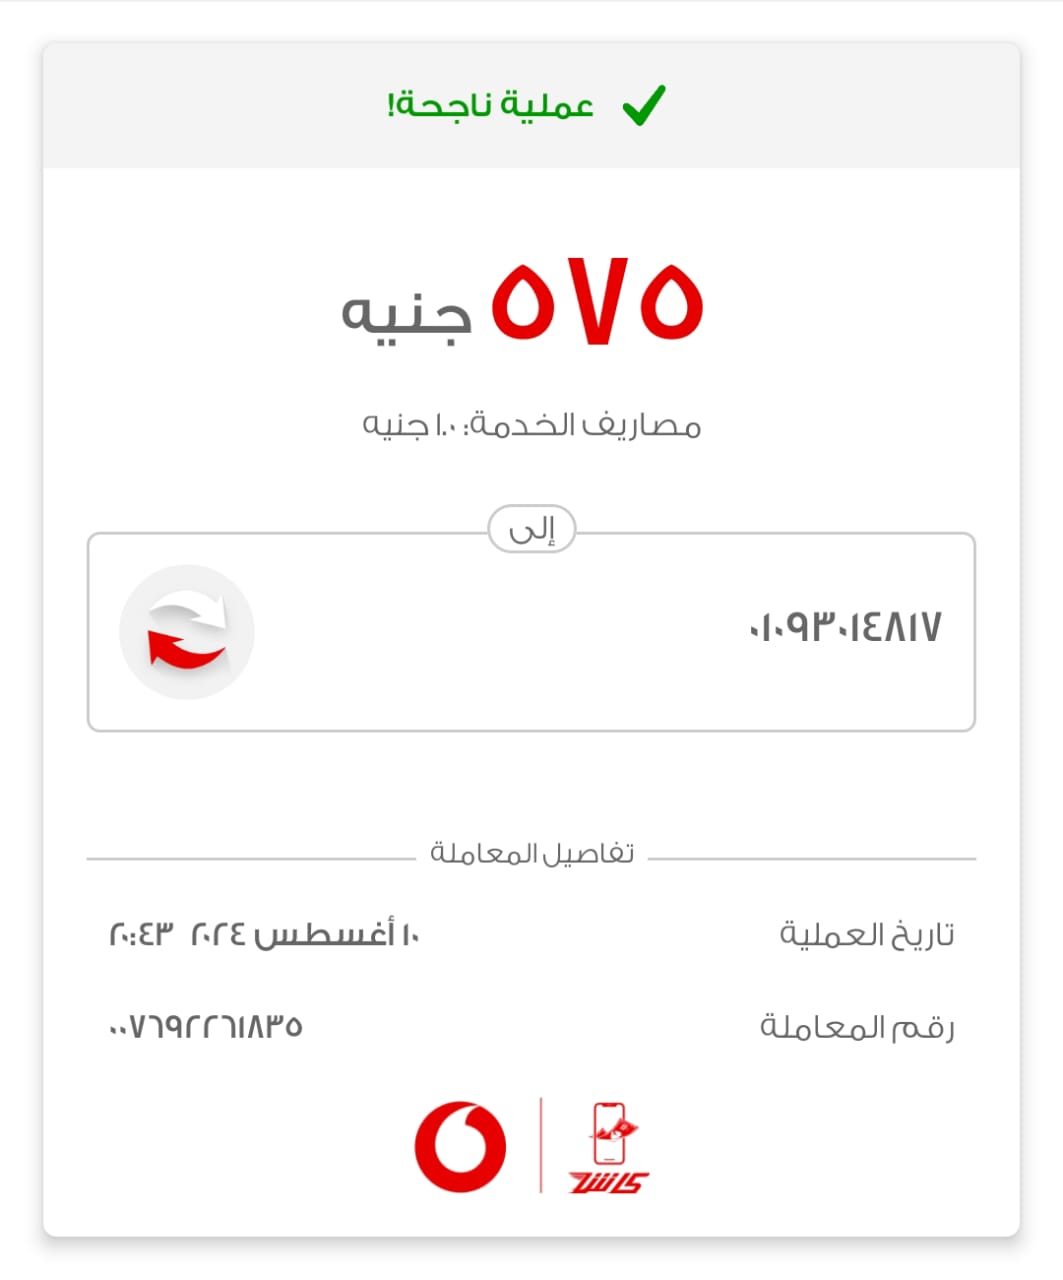 عملية ناجحة!
٥٧٥ جنيه
مصاريف الخدمة: ١.٠ جنيه
إلى
٠١٠٩٣٠١٤٨١٧
تفاصيل المعاملة
تاريخ العملية ١٠ أغسطس ٢٠٢٤ ٢٠:٤٣
رقم المعاملة ٠٠٧٦٩٢٢٦١٨٣٥
كاش